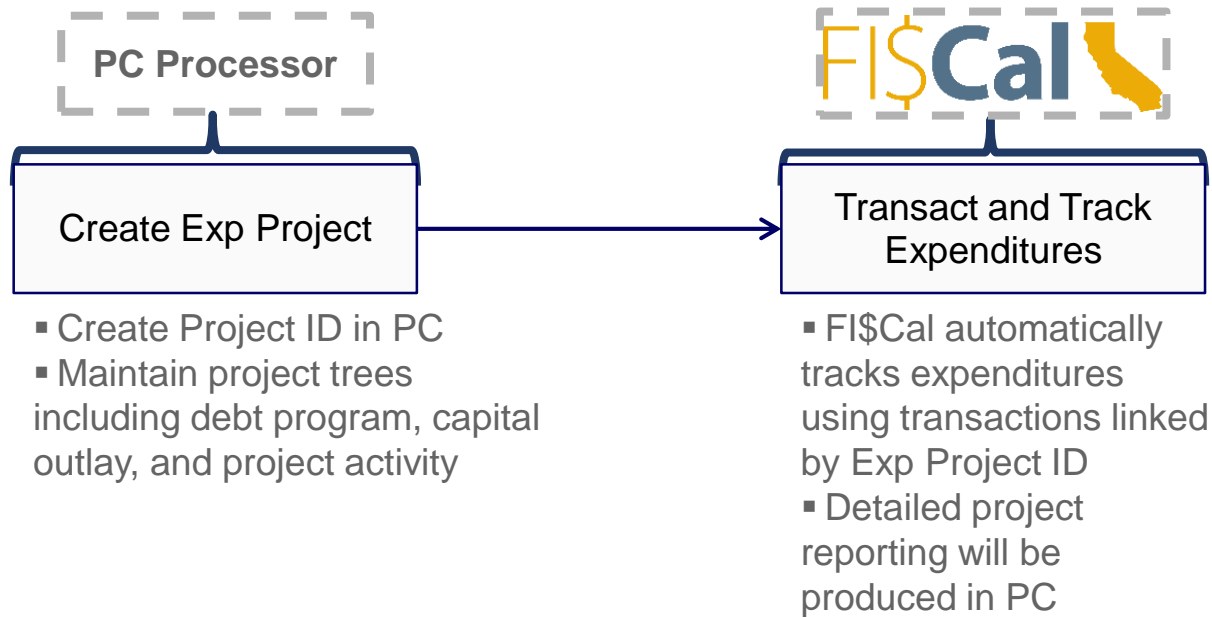 PC Processor
FI$Cal
Create Exp Project
Transact and Track
Expenditures
▪ Create Project ID in PC
▪ Maintain project trees
including debt program, capital
outlay, and project activity
▪ FI$Cal automatically
tracks expenditures
using transactions linked
by Exp Project ID
▪ Detailed project
reporting will be
produced in PC